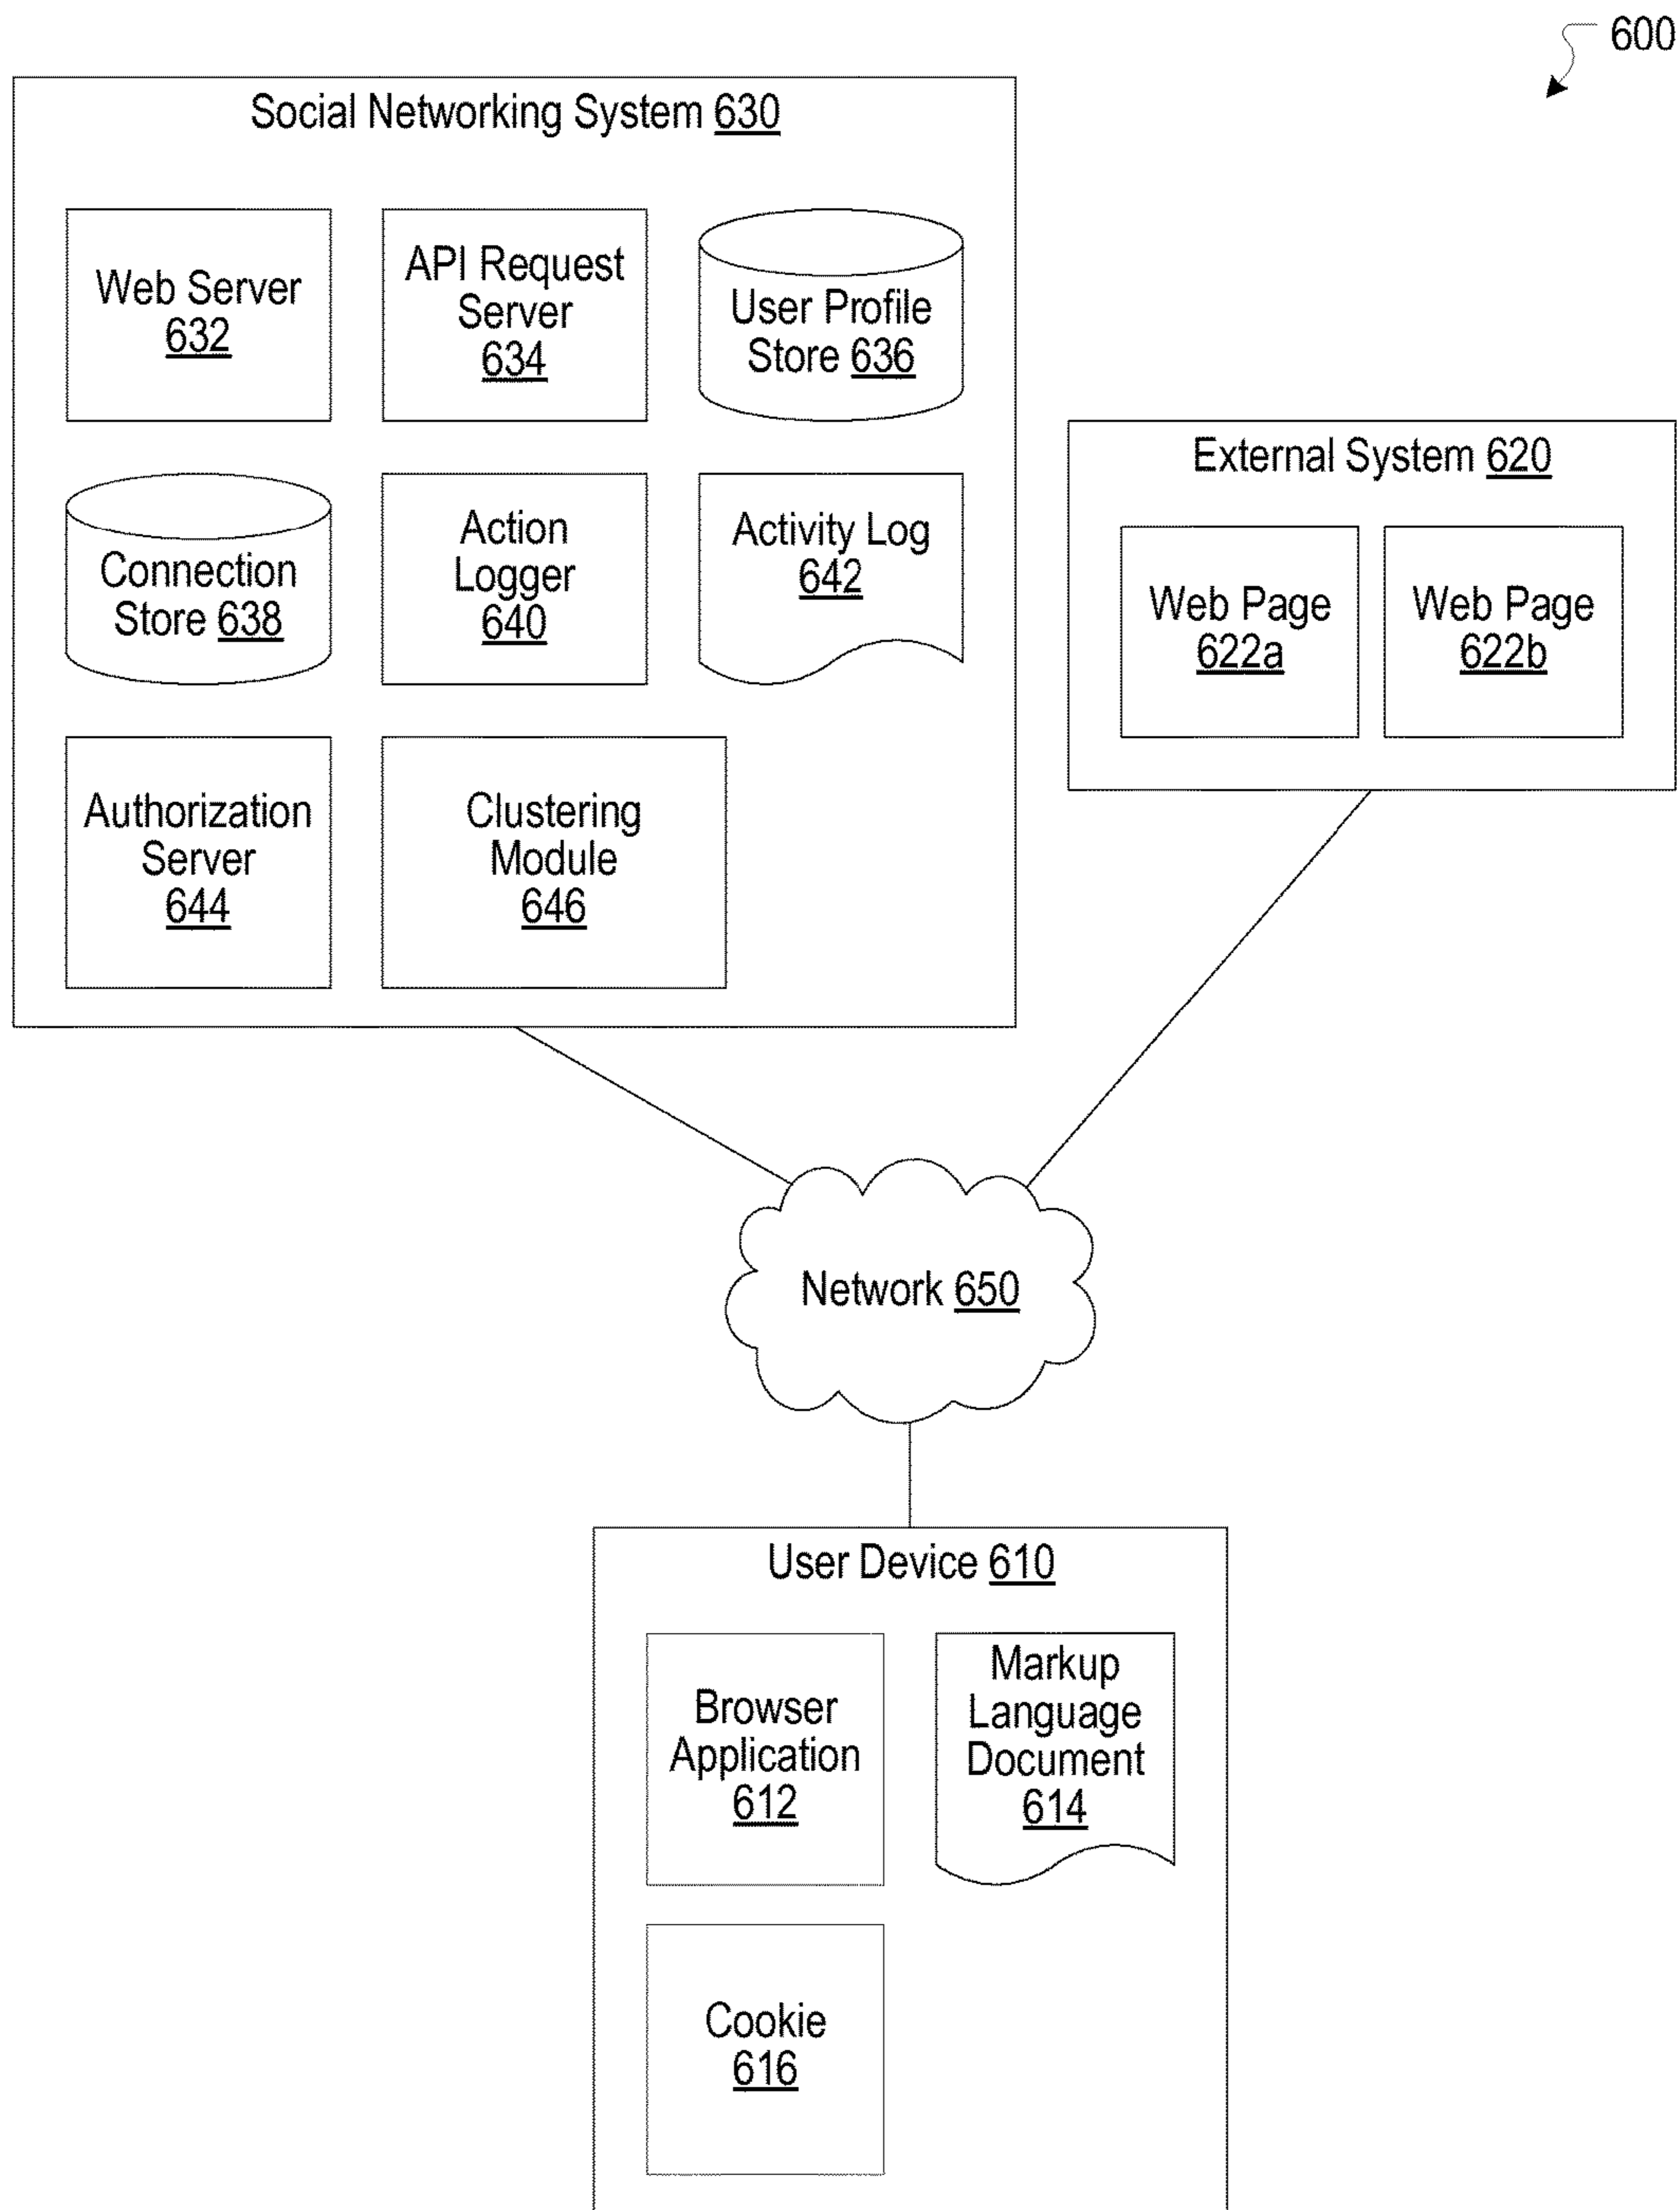 600
Social Networking System 630
Web Server
632
API Request
Server
634
User Profile
Store 636
Connection
Store 638
Action
Logger
640
Activity Log
642
Authorization
Server
644
Clustering
Module
646
External System 620
Web Page
622a
Web Page
622b
Network 650
User Device 610
Browser
Application
612
Markup
Language
Document
614
Cookie
616